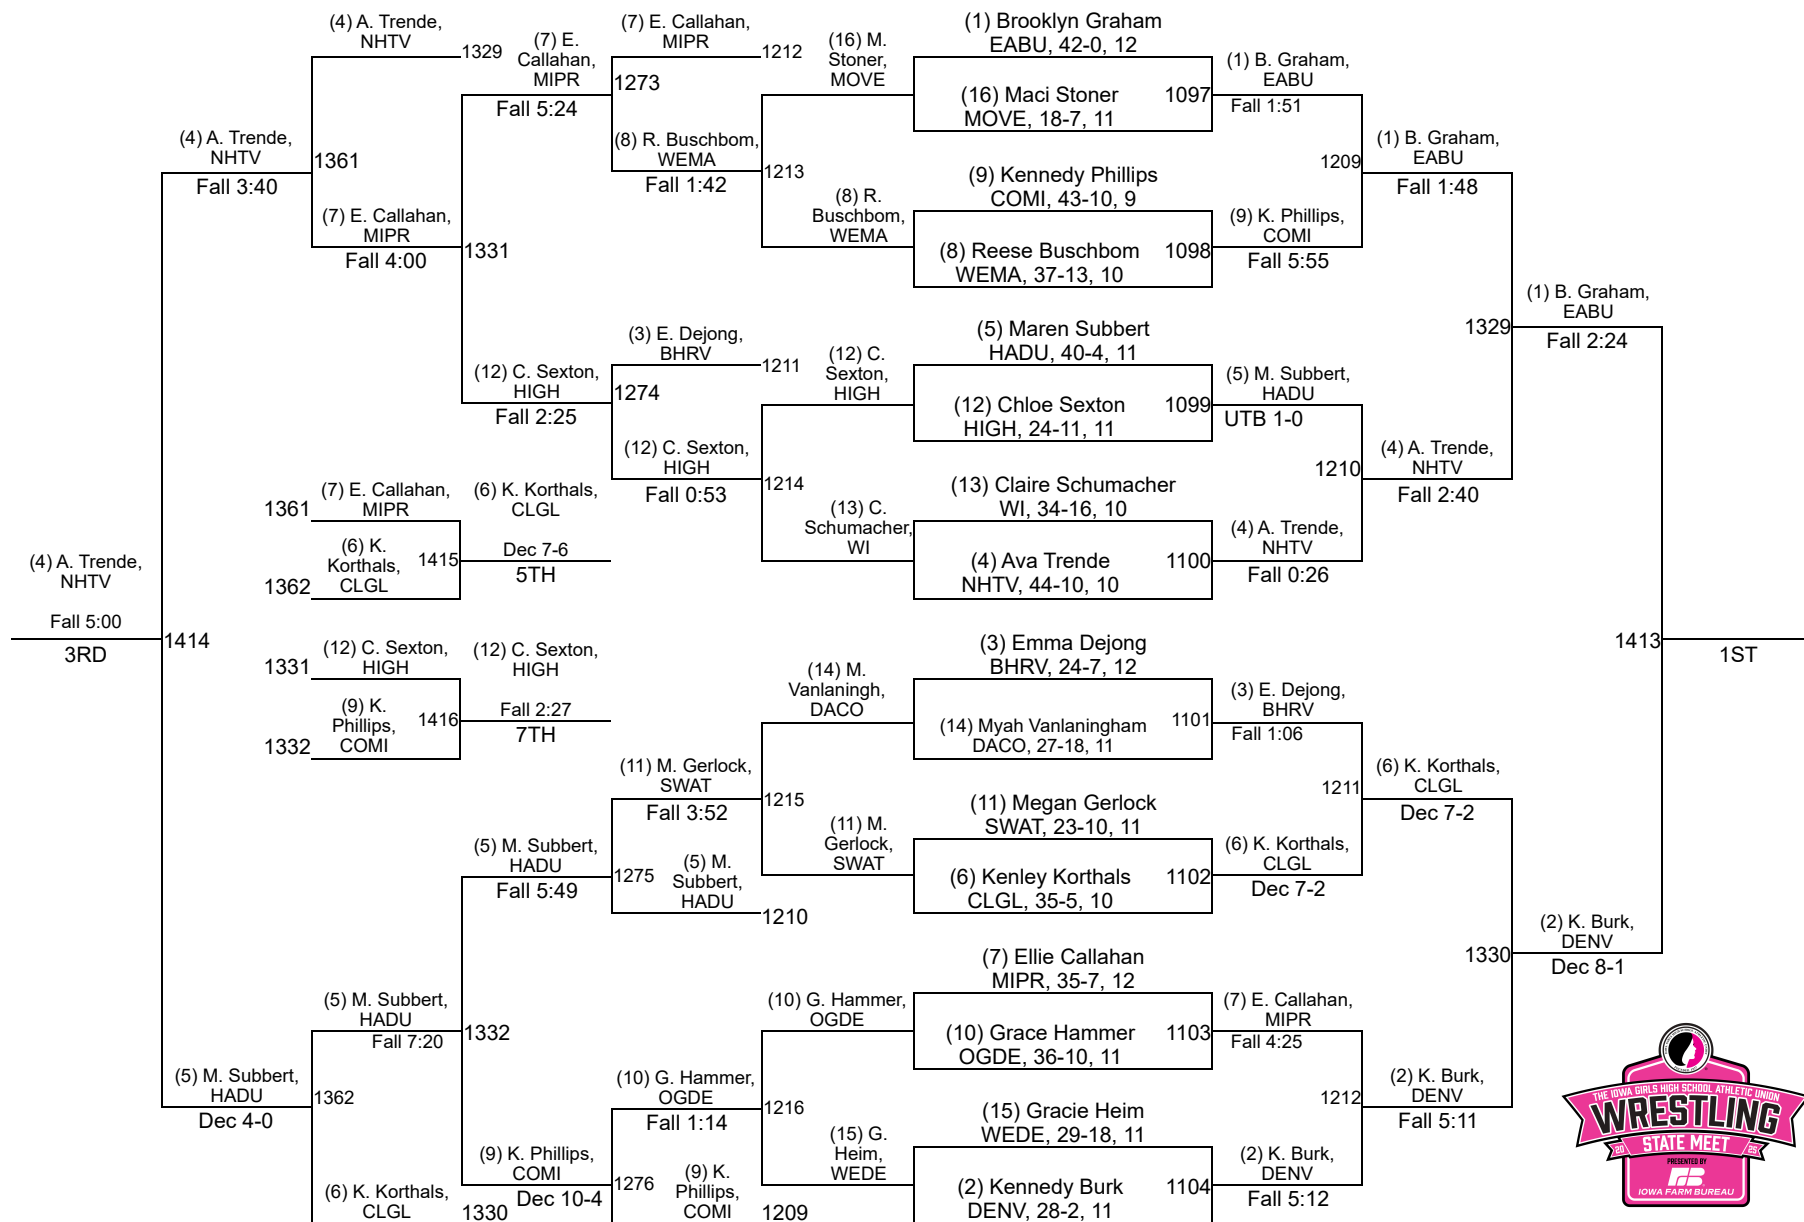 (4) A. Trende,
NHTV
1329
(7) E. Callahan,
MIPR
Fall 5:24
(7) E. Callahan,
MIPR
1212
1273
(8) R. Buschbom,
WEMA
Fall 1:42
(16) M.
Stoner,
MOVE
1213
(8) R.
Buschbom,
WEMA
(1) Brooklyn Graham
EABU, 42-0, 12
(16) Maci Stoner
MOVE, 18-7, 11
1097
(9) Kennedy Phillips
COMI, 43-10, 9
(8) Reese Buschbom
WEMA, 37-13, 10
1098
(1) B. Graham,
EABU
Fall 1:51
1209
(9) K. Phillips,
COMI
Fall 5:55
(1) B. Graham,
EABU
Fall 1:48
(4) A. Trende,
NHTV
Fall 3:40
1361
(7) E. Callahan,
MIPR
Fall 4:00
1331
(12) C. Sexton,
HIGH
Fall 2:25
(3) E. Dejong,
BHRV
1211
1274
(12) C. Sexton,
HIGH
Fall 0:53
(12) C.
Sexton,
HIGH
1214
(13) C.
Schumacher,
WI
(5) Maren Subbert
HADU, 40-4, 11
(12) Chloe Sexton
HIGH, 24-11, 11
1099
(13) Claire Schumacher
WI, 34-16, 10
(4) Ava Trende
NHTV, 44-10, 10
1100
(5) M. Subbert,
HADU
UTB 1-0
1210
(4) A. Trende,
NHTV
Fall 0:26
(4) A. Trende,
NHTV
Fall 2:40
1329
(1) B. Graham,
EABU
Fall 2:24
1361
(7) E. Callahan,
MIPR
1362
(6) K.
Korthals,
CLGL
1415
(6) K. Korthals,
CLGL
Dec 7-6
5TH
(4) A. Trende,
NHTV
Fall 5:00
3RD
1414
1331
(12) C. Sexton,
HIGH
1332
(9) K.
Phillips,
COMI
1416
(12) C. Sexton,
HIGH
Fall 2:27
7TH
1413
1ST
(11) M. Gerlock,
SWAT
Fall 3:52
(14) M.
Vanlaningh,
DACO
1215
(11) M.
Gerlock,
SWAT
(3) Emma Dejong
BHRV, 24-7, 12
(14) Myah Vanlaningham
DACO, 27-18, 11
1101
(11) Megan Gerlock
SWAT, 23-10, 11
(6) Kenley Korthals
CLGL, 35-5, 10
1102
(3) E. Dejong,
BHRV
Fall 1:06
1211
(6) K. Korthals,
CLGL
Dec 7-2
(6) K. Korthals,
CLGL
Dec 7-2
(5) M. Subbert,
HADU
Fall 5:49
1275
(5) M.
Subbert,
HADU
1210
1330
(2) K. Burk,
DENV
Dec 8-1
(5) M. Subbert,
HADU
Fall 7:20
1332
(5) M. Subbert,
HADU
Dec 4-0
1362
(6) K. Korthals,
CLGL
1330
(9) K. Phillips,
COMI
Dec 10-4
(10) G. Hammer,
OGDE
Fall 1:14
1276
(9) K.
Phillips,
COMI
1209
(10) G. Hammer,
OGDE
1216
(15) G.
Heim,
WEDE
(7) Ellie Callahan
MIPR, 35-7, 12
(10) Grace Hammer
OGDE, 36-10, 11
1103
(15) Gracie Heim
WEDE, 29-18, 11
(2) Kennedy Burk
DENV, 28-2, 11
1104
(7) E. Callahan,
MIPR
Fall 4:25
1212
(2) K. Burk,
DENV
Fall 5:12
(2) K. Burk,
DENV
Fall 5:11
THE IOWA GIRLS HIGH SCHOOL ATHLETIC UNION
WRESTLING
20 STATE MEET 25
PRESENTED BY
FB
IOWA FARM BUREAU